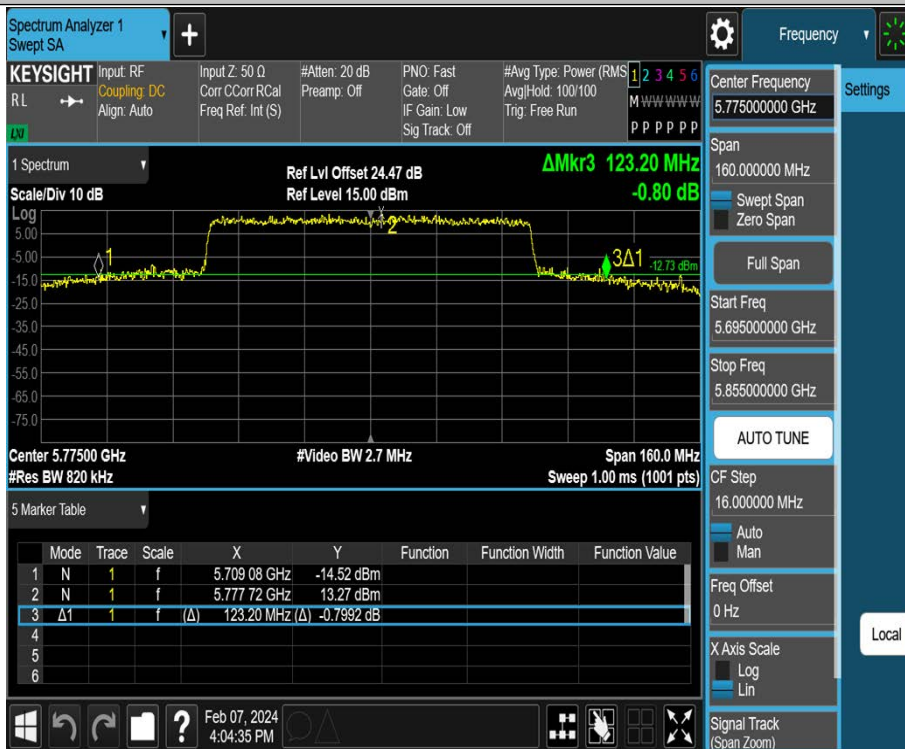 Spectrum Analyzer 1
Swept SA
+
Frequency
KEYSIGHT
RL
LXI
Input: RF
Coupling: DC
Align: Auto
Input Z: 50 Ω
Corr CCorr RCal
Freq Ref: Int (S)
#Atten: 20 dB
Preamp: Off
PNO: Fast
Gate: Off
IF Gain: Low
Sig Track: Off
#Avg Type: Power (RMS
Avg|Hold: 100/100
Trig: Free Run
1 2 3 4 5 6
M W W W W W
P P P P P P
Settings
1 Spectrum
Scale/Div 10 dB
Log
Ref Lvl Offset 24.47 dB
Ref Level 15.00 dBm
ΔMkr3 123.20 MHz
-0.80 dB
5.00
-5.00
-15.0
-25.0
-35.0
-45.0
-55.0
-65.0
-75.0
1
2
3Δ1
-12.73 dBm
Center 5.77500 GHz
#Res BW 820 kHz
#Video BW 2.7 MHz
Span 160.0 MHz
Sweep 1.00 ms (1001 pts)
5 Marker Table
Mode Trace Scale X Y Function Function Width Function Value
1 N 1 f 5.709 08 GHz -14.52 dBm
2 N 1 f 5.777 72 GHz 13.27 dBm
3 Δ1 1 f (Δ) 123.20 MHz (Δ) -0.7992 dB
4
5
6
Center Frequency
5.775000000 GHz
Span
160.000000 MHz
Swept Span
Zero Span
Full Span
Start Freq
5.695000000 GHz
Stop Freq
5.855000000 GHz
AUTO TUNE
CF Step
16.000000 MHz
Auto
Man
Freq Offset
0 Hz
X Axis Scale
Log
Lin
Signal Track
(Span Zoom)
Local
?
Feb 07, 2024
4:04:35 PM